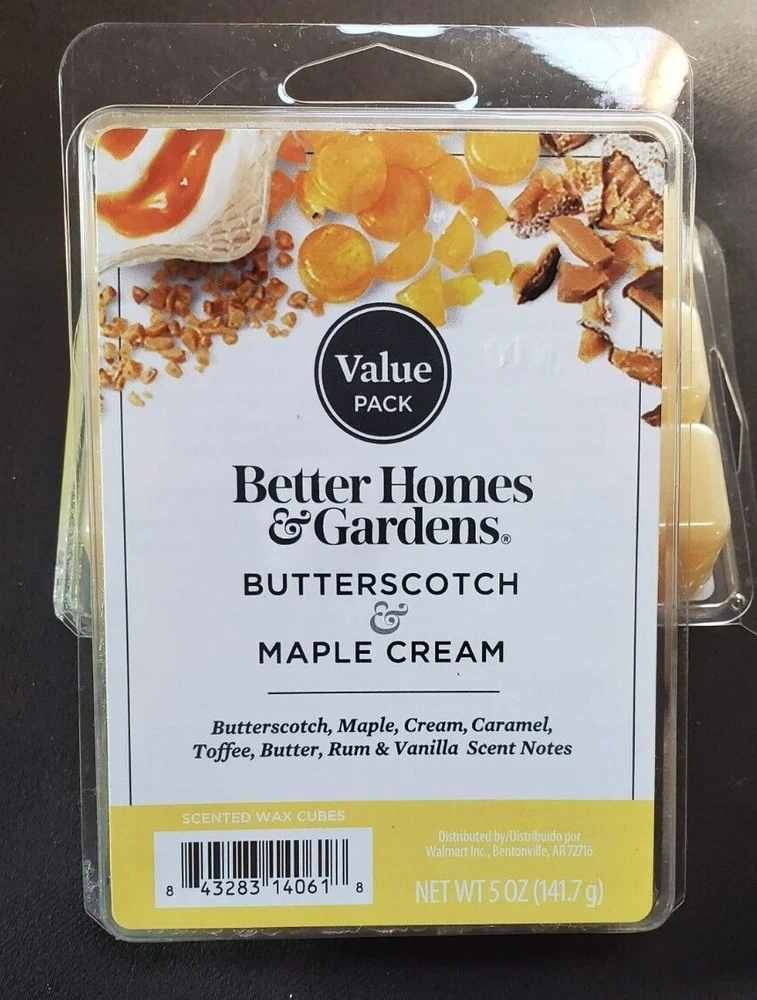 Value
PACK
Better Homes
&Gardens®
BUTTERSCOTCH
&
MAPLE CREAM
Butterscotch, Maple, Cream, Caramel,
Toffee, Butter, Rum & Vanilla Scent Notes
SCENTED WAX CUBES
8 43283 14061 8
Distributed by/Distribuido por
Walmart Inc., Bentonville, AR 72716
NET WT 5 OZ (141.7 g)